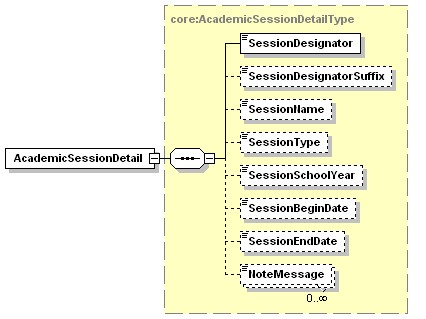 core:AcademicSessionDetailType
SessionDesignator
SessionDesignatorSuffix
SessionName
SessionType
AcademicSessionDetail
SessionSchoolYear
SessionBeginDate
SessionEndDate
NoteMessage
0..∞